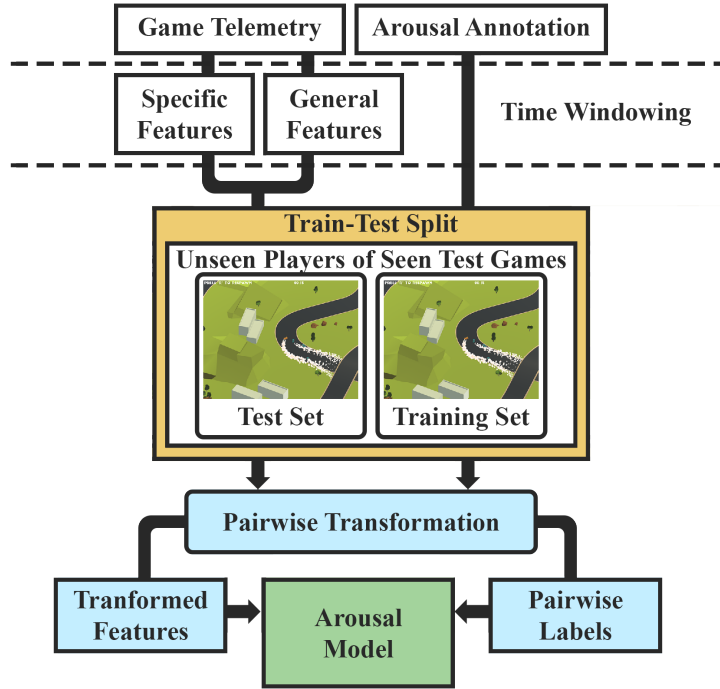 Game Telemetry
Arousal Annotation
Specific
Features
General
Features
Time Windowing
Train-Test Split
Unseen Players of Seen Test Games
Test Set
Training Set
Pairwise Transformation
Tranformed
Features
Arousal
Model
Pairwise
Labels